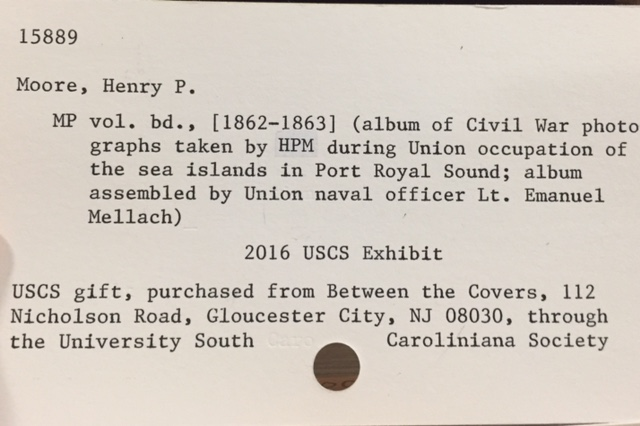 15889
Moore, Henry P.
MP vol. bd., [1862-1863] (album of Civil War photo
graphs taken by HPM during Union occupation of
the sea islands in Port Royal Sound; album
assembled by Union naval officer Lt. Emanuel
Mellach)
2016 USCS Exhibit
USCS gift, purchased from Between the Covers, 112
Nicholson Road, Gloucester City, NJ 08030, through
the University South Caroliniana Society